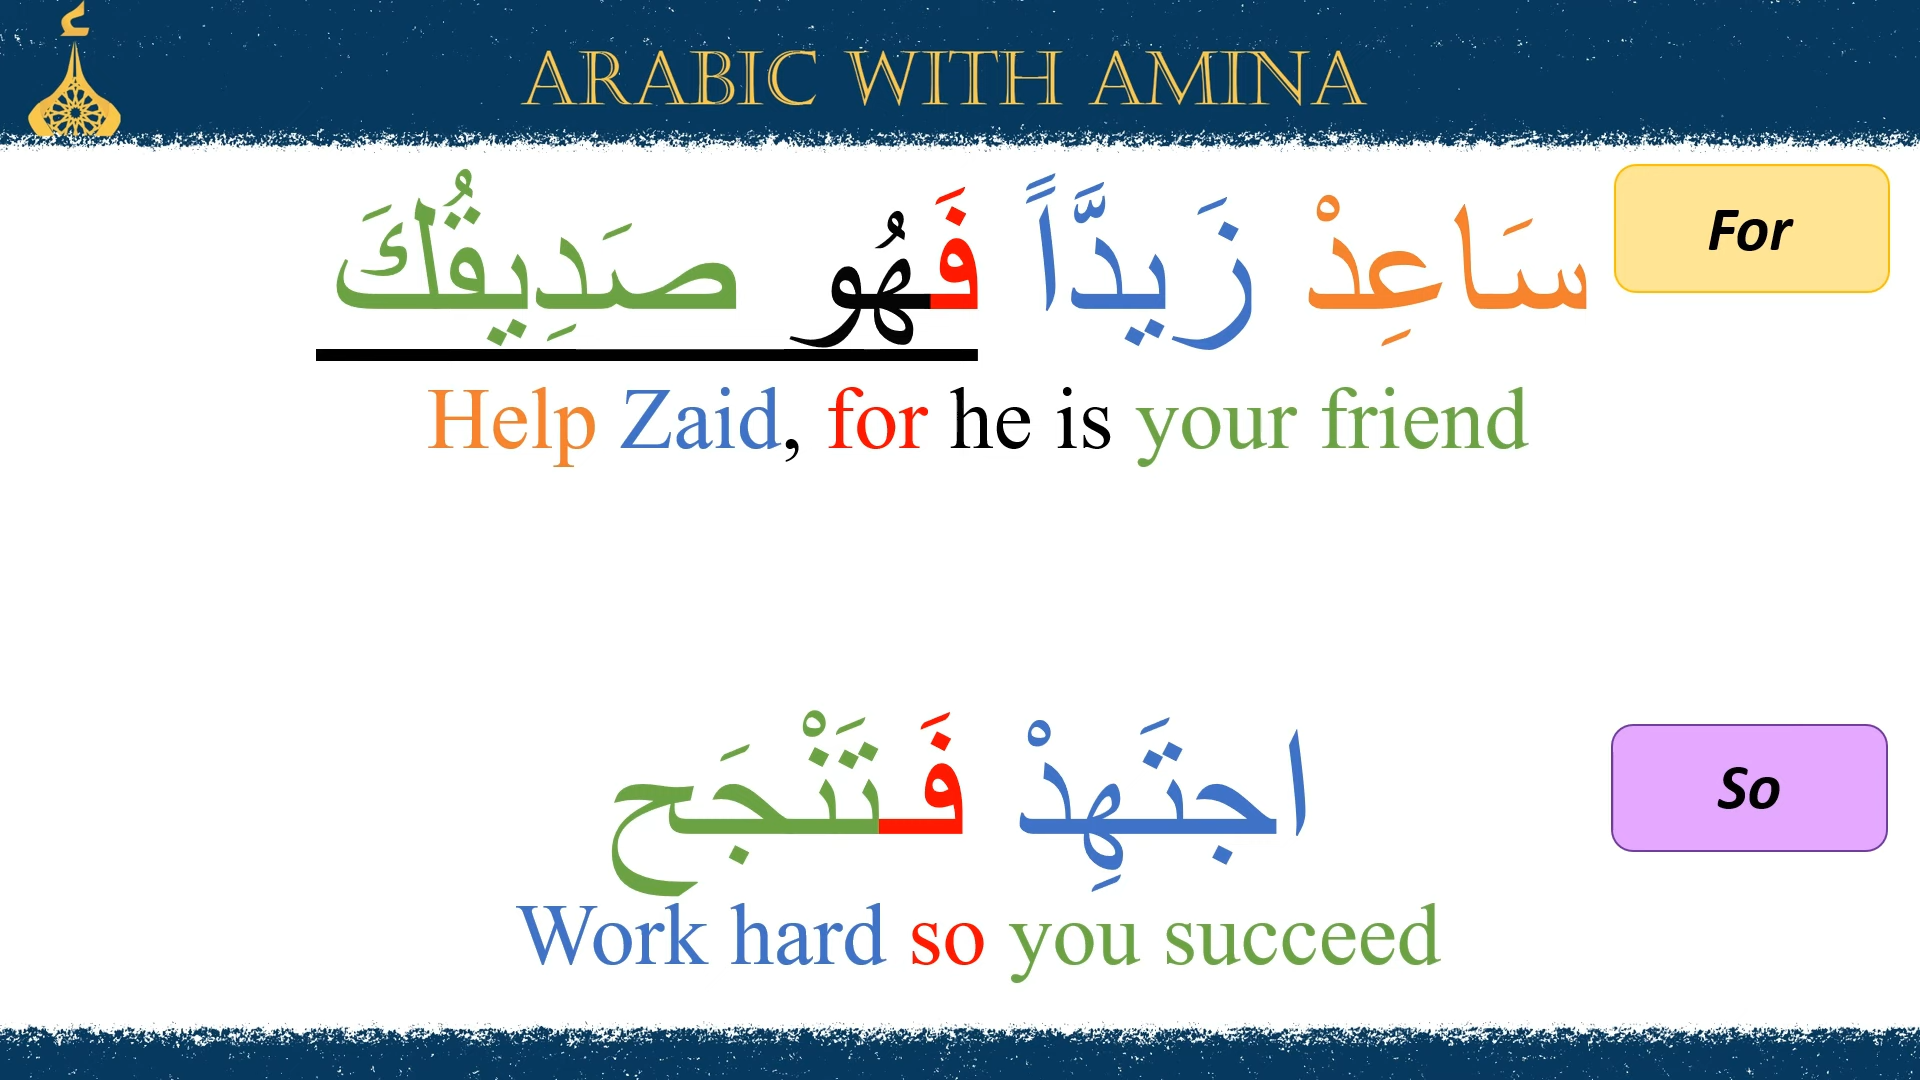 ARABIC WITH AMINA
سَاعِدْ زَيدَّاً فَهُو صَدِيقُكَ
For
Help Zaid, for he is your friend
اجتَهِدْ فَـتَنْجَح
So
Work hard so you succeed